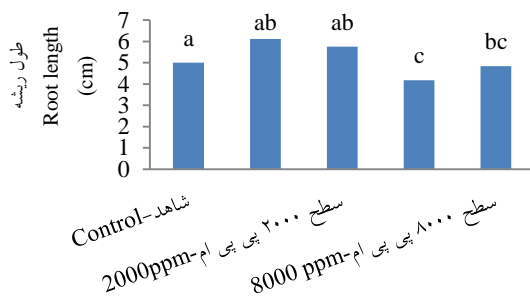 طول ریشه
Root length
(cm)
7
6
5
4
3
2
1
0
a
ab
ab
c
bc
شاهد-Control
سطح ۲۰۰۰ پی پی ام-2000ppm
سطح ۸۰۰۰ پی پی ام-8000 ppm